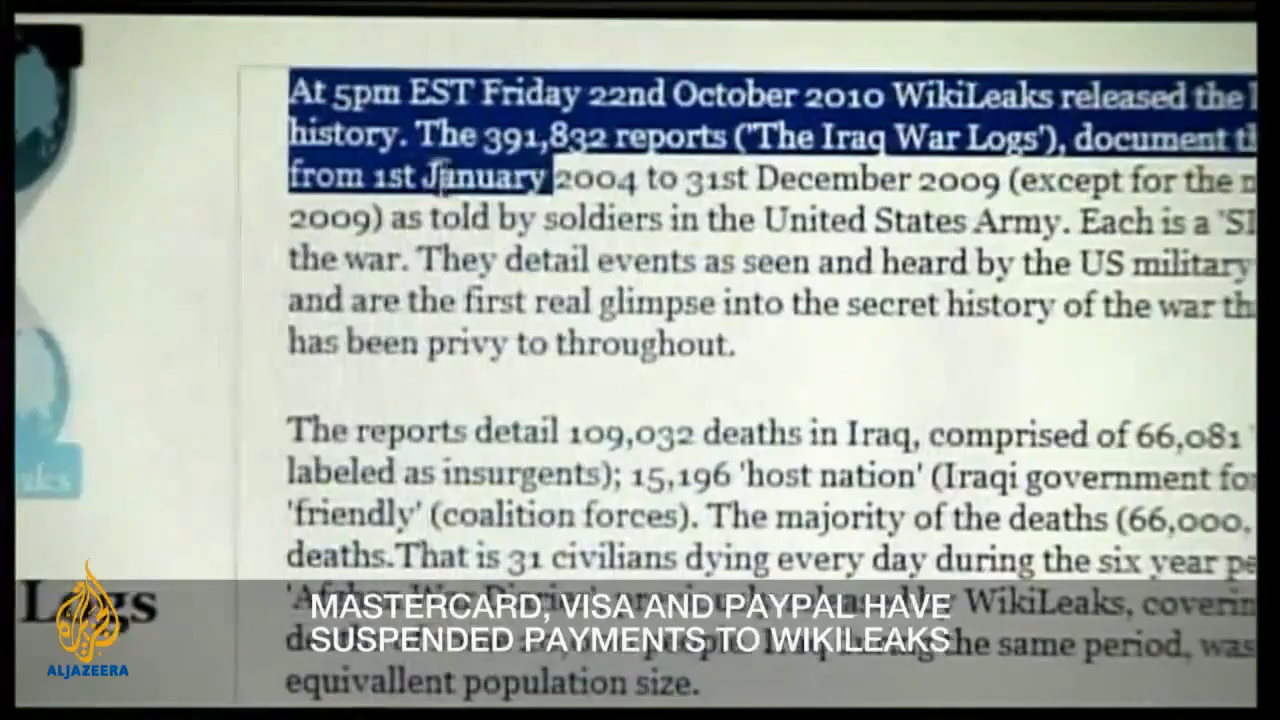 At 5pm EST Friday 22nd October 2010 WikiLeaks released the
history. The 391,832 reports ('The Iraq War Logs'), document
from 1st January 2004 to 31st December 2009 (except for the
2009) as told by soldiers in the United States Army. Each is a
the war. They detail events as seen and heard by the US military
and are the first real glimpse into the secret history of the war
has been privy to throughout.
The reports detail 109,032 deaths in Iraq, comprised of 66,081
labeled as insurgents); 15,196 'host nation' (Iraqi government
'friendly' (coalition forces). The majority of the deaths (66,000,
deaths.That is 31 civilians dying every day during the six year
WikiLeaks,
the same period, was
equivallent population size.
Logs
MASTERCARD, VISA AND PAYPAL HAVE
SUSPENDED PAYMENTS TO WIKILEAKS
ALJAZEERA